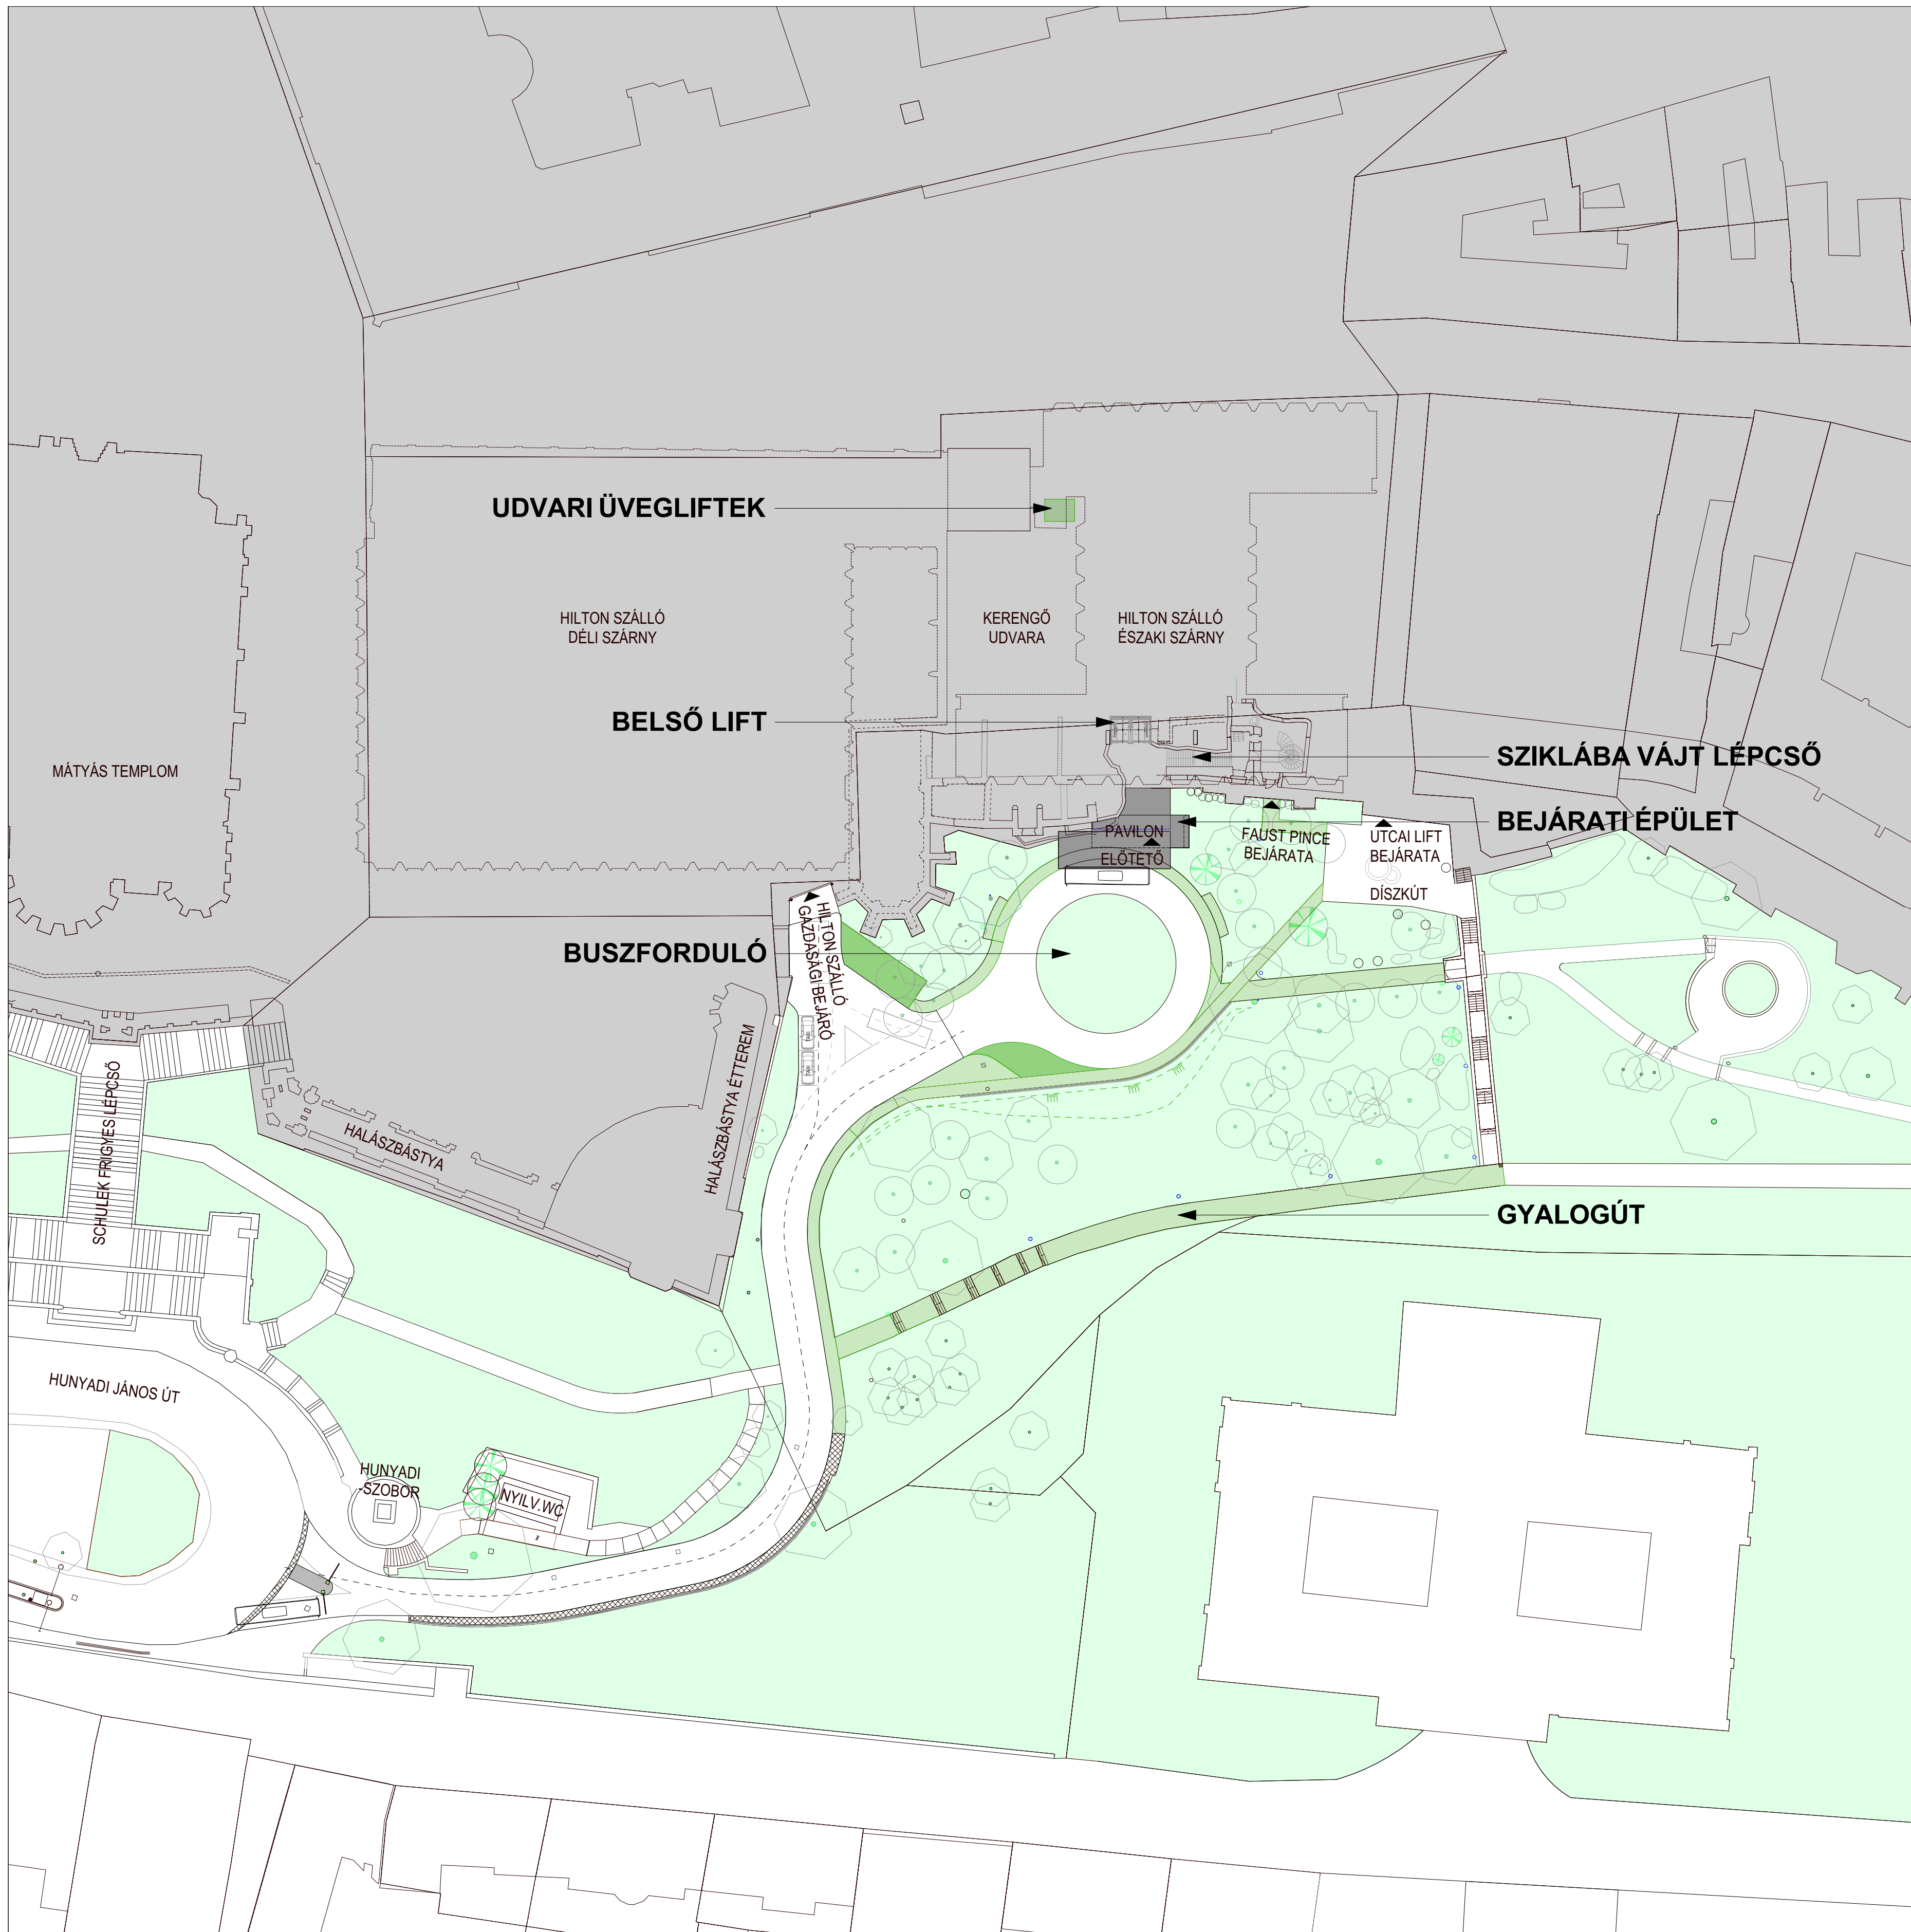 UDVARI ÜVEGLIFTEK
HILTON SZÁLLÓ
DÉLI SZÁRNY
KERENGŐ
UDVARA
HILTON SZÁLLÓ
ÉSZAKI SZÁRNY
BELSŐ LIFT
SZIKLÁBA VÁJT LÉPCSŐ
MÁTYÁS TEMPLOM
BEJÁRATI ÉPÜLET
PAVILON
ELŐTETŐ
FAUST PINCE
BEJÁRATA
UTCAI LIFT
BEJÁRATA
DÍSZKÚT
HILTON SZÁLLÓ
GAZDASÁGI BEJÁRÓ
BUSZFORDULÓ
HALÁSZBÁSTYA ÉTTEREM
HALÁSZBÁSTYA
SCHULEK FRIGYES LÉPCSŐ
GYALOGÚT
HUNYADI JÁNOS ÚT
HUNYADI
-SZOBOR
NYILV.WC